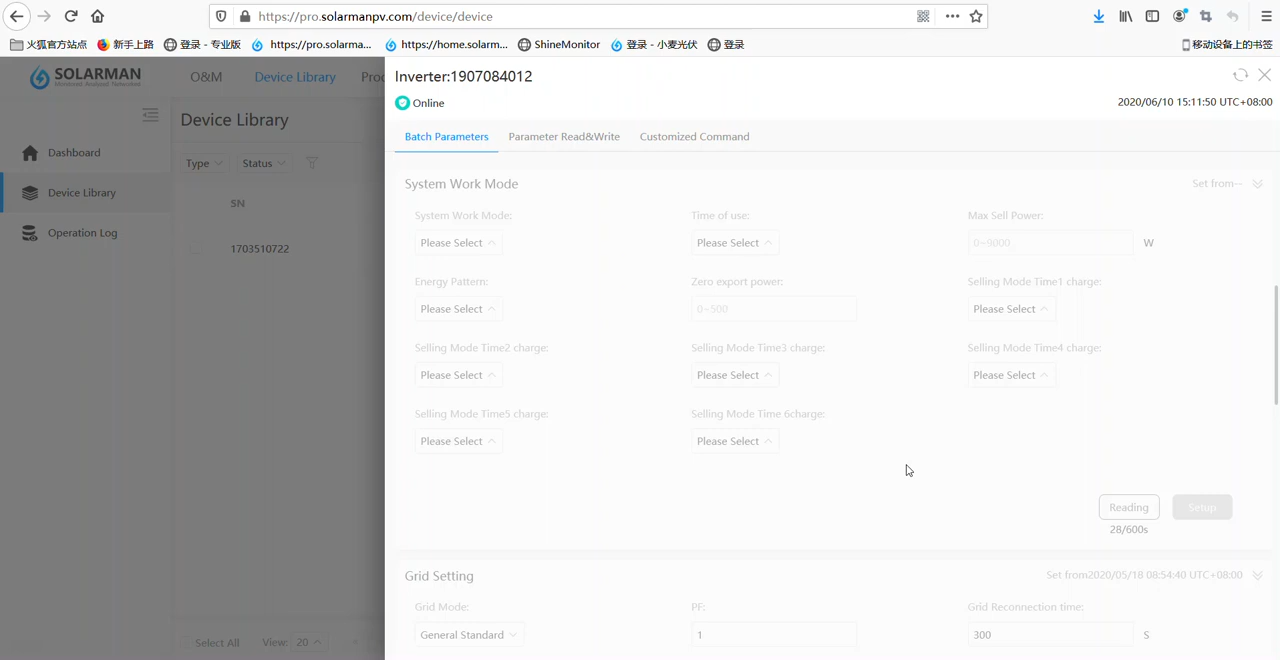 https://pro.solarmanpv.com/device/device
火狐官方站点 新手上路 登录 - 专业版 https://pro.solarma... https://home.solarm... ShineMonitor 登录 - 小麦光伏 登录 移动设备上的书签
SOLARMAN O&M Device Library Proc
Inverter:1907084012
Online
2020/06/10 15:11:50 UTC+08:00
Batch Parameters Parameter Read&Write Customized Command
Dashboard
Device Library
Operation Log
Device Library
Type Status
SN
1703510722
Select All View: 20
System Work Mode Set from--
System Work Mode: Time of use: Max Sell Power:
Please Select Please Select 0~9000 W
Energy Pattern: Zero export power: Selling Mode Time1 charge:
Please Select 0~500 Please Select
Selling Mode Time2 charge: Selling Mode Time3 charge: Selling Mode Time4 charge:
Please Select Please Select Please Select
Selling Mode Time5 charge: Selling Mode Time 6charge:
Please Select Please Select
Reading Setup
28/600s
Grid Setting Set from2020/05/18 08:54:40 UTC+08:00
Grid Mode: PF: Grid Reconnection time:
General Standard 1 300 S